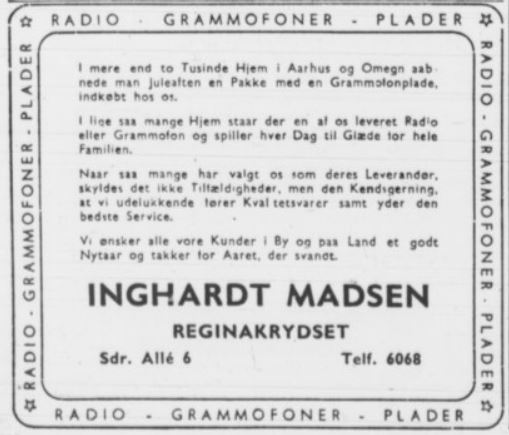 RADIO - GRAMMOFONER - PLADER
I mere end to Tusinde Hjem i Aarhus og Omegn aab-
nede man Juleaften en Pakke med en Grammofonplade,
indkøbt hos os.
I lige saa mange Hjem staar der en af os leveret Radio
eller Grammofon og spiller hver Dag til Glæde for hele
Familien.
Naar saa mange har valgt os som deres Leverandør,
skyldes det ikke Tilfældigheder, men den Kendsgerning,
at vi udelukkende fører Kval tetsvarer samt yder den
bedste Service.
Vi ønsker alle vore Kunder i By og paa Land et godt
Nytaar og takker for Aaret, der svandt.
INGHARDT MADSEN
REGINAKRYDSET
Sdr. Allé 6 Telf. 6068
RADIO - GRAMMOFONER - PLADER
RADIO - GRAMMOFONER - PLADER
RADIO - GRAMMOFONER - PLADER